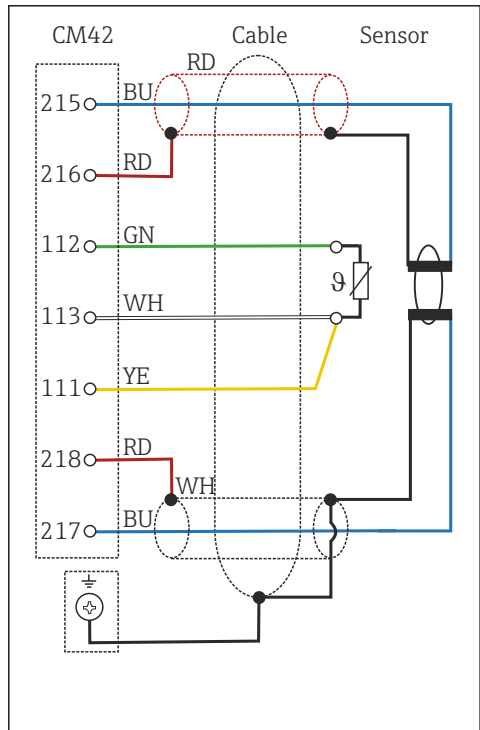 CM42 Cable Sensor
RD
215 BU
216 RD
112 GN
ϑ
113 WH
111 YE
218 RD
WH
217 BU